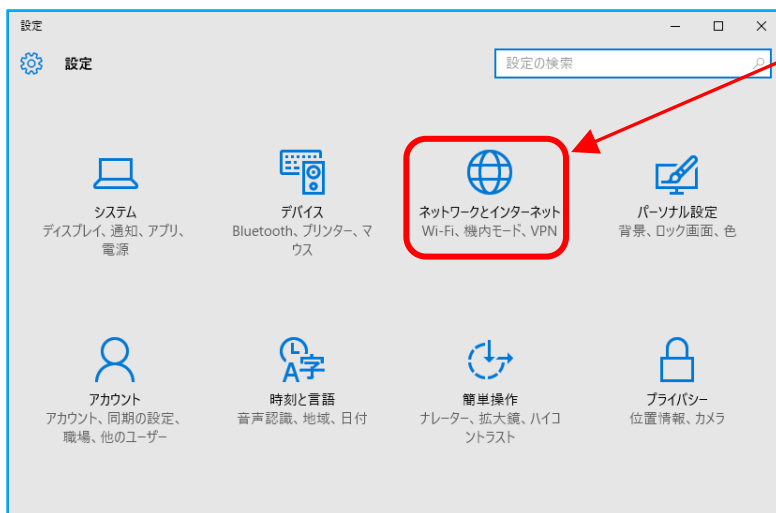 設定
設定
設定の検索
システム
ディスプレイ、通知、アプリ、
電源
デバイス
Bluetooth、プリンター、マ
ウス
ネットワークとインターネット
Wi-Fi、機内モード、VPN
パーソナル設定
背景、ロック画面、色
アカウント
アカウント、同期の設定、
職場、他のユーザー
時刻と言語
音声認識、地域、日付
簡単操作
ナレーター、拡大鏡、ハイコ
ントラスト
プライバシー
位置情報、カメラ